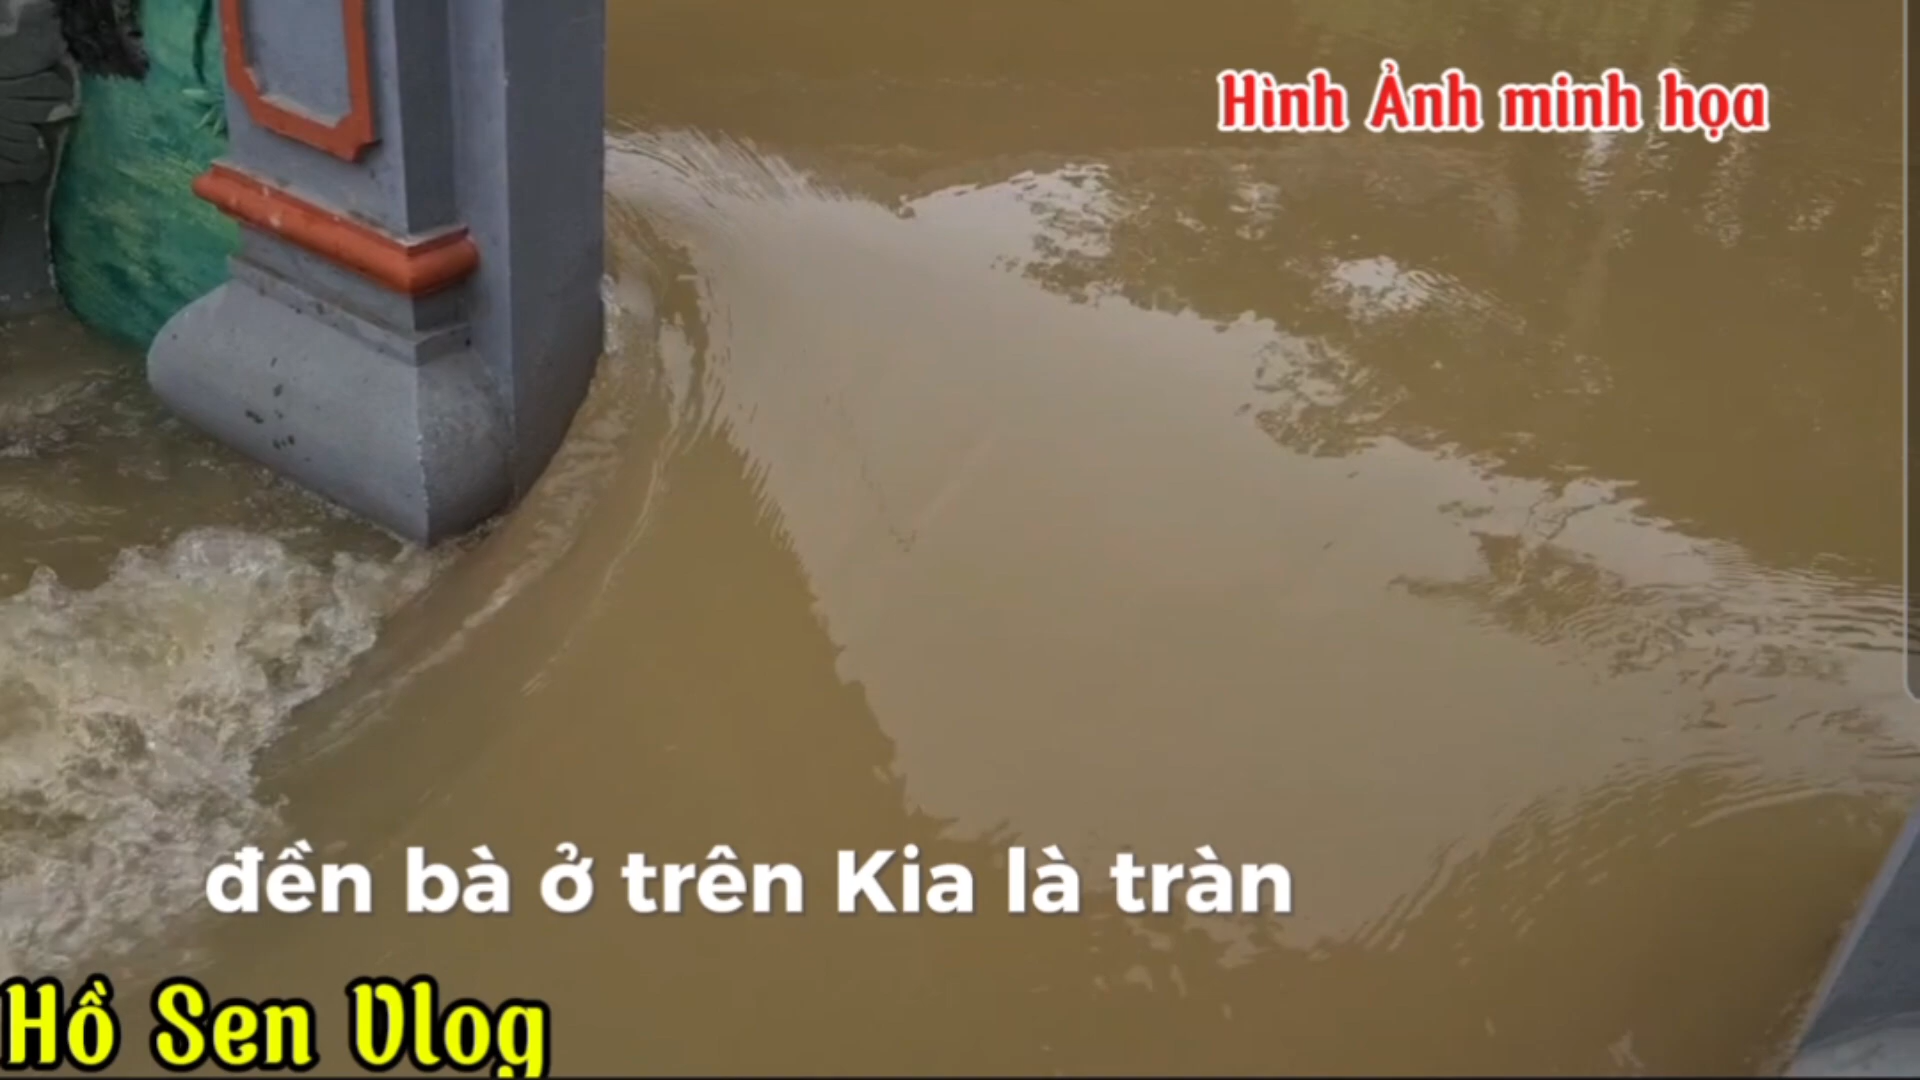 Hình Ảnh minh họa
đền bà ở trên Kia là tràn
Hồ Sen Vlog